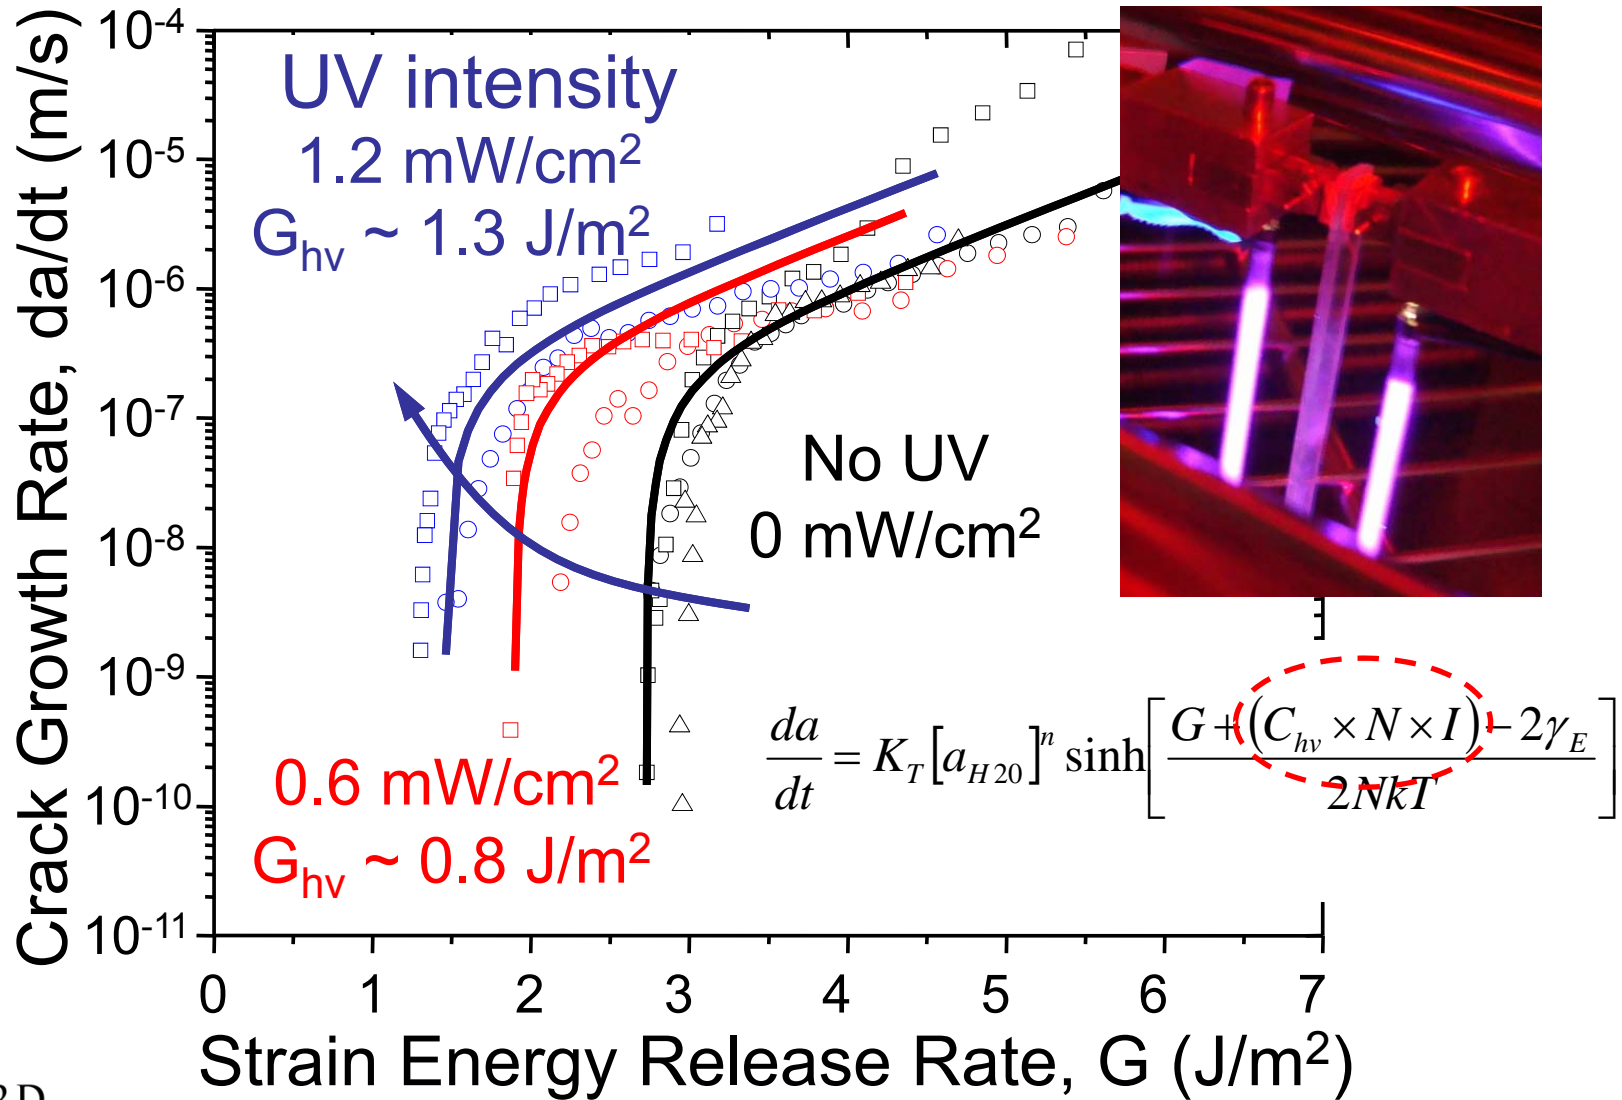 Crack Growth Rate, da/dt (m/s)
10-4
10-5
10-6
10-7
10-8
10-9
10-10
10-11
UV intensity
1.2 mW/cm2
Ghv ~ 1.3 J/m2
No UV
0 mW/cm2
0.6 mW/cm2
Ghv ~ 0.8 J/m2
da/dt = KT[aH20]n sinh[(G + (Chν × N × I) − 2γE) / 2NkT]
0 1 2 3 4 5 6 7
Strain Energy Release Rate, G (J/m2)